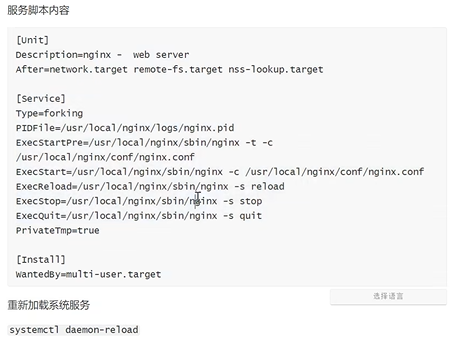 服务脚本内容
[Unit]
Description=nginx -  web server
After=network.target remote-fs.target nss-lookup.target
[Service]
Type=forking
PIDFile=/usr/local/nginx/logs/nginx.pid
ExecStartPre=/usr/local/nginx/sbin/nginx -t -c
/usr/local/nginx/conf/nginx.conf
ExecStart=/usr/local/nginx/sbin/nginx -c /usr/local/nginx/conf/nginx.conf
ExecReload=/usr/local/nginx/sbin/nginx -s reload
ExecStop=/usr/local/nginx/sbin/nginx -s stop
ExecQuit=/usr/local/nginx/sbin/nginx -s quit
PrivateTmp=true
[Install]
WantedBy=multi-user.target
选择语言
重新加载系统服务
systemctl daemon-reload